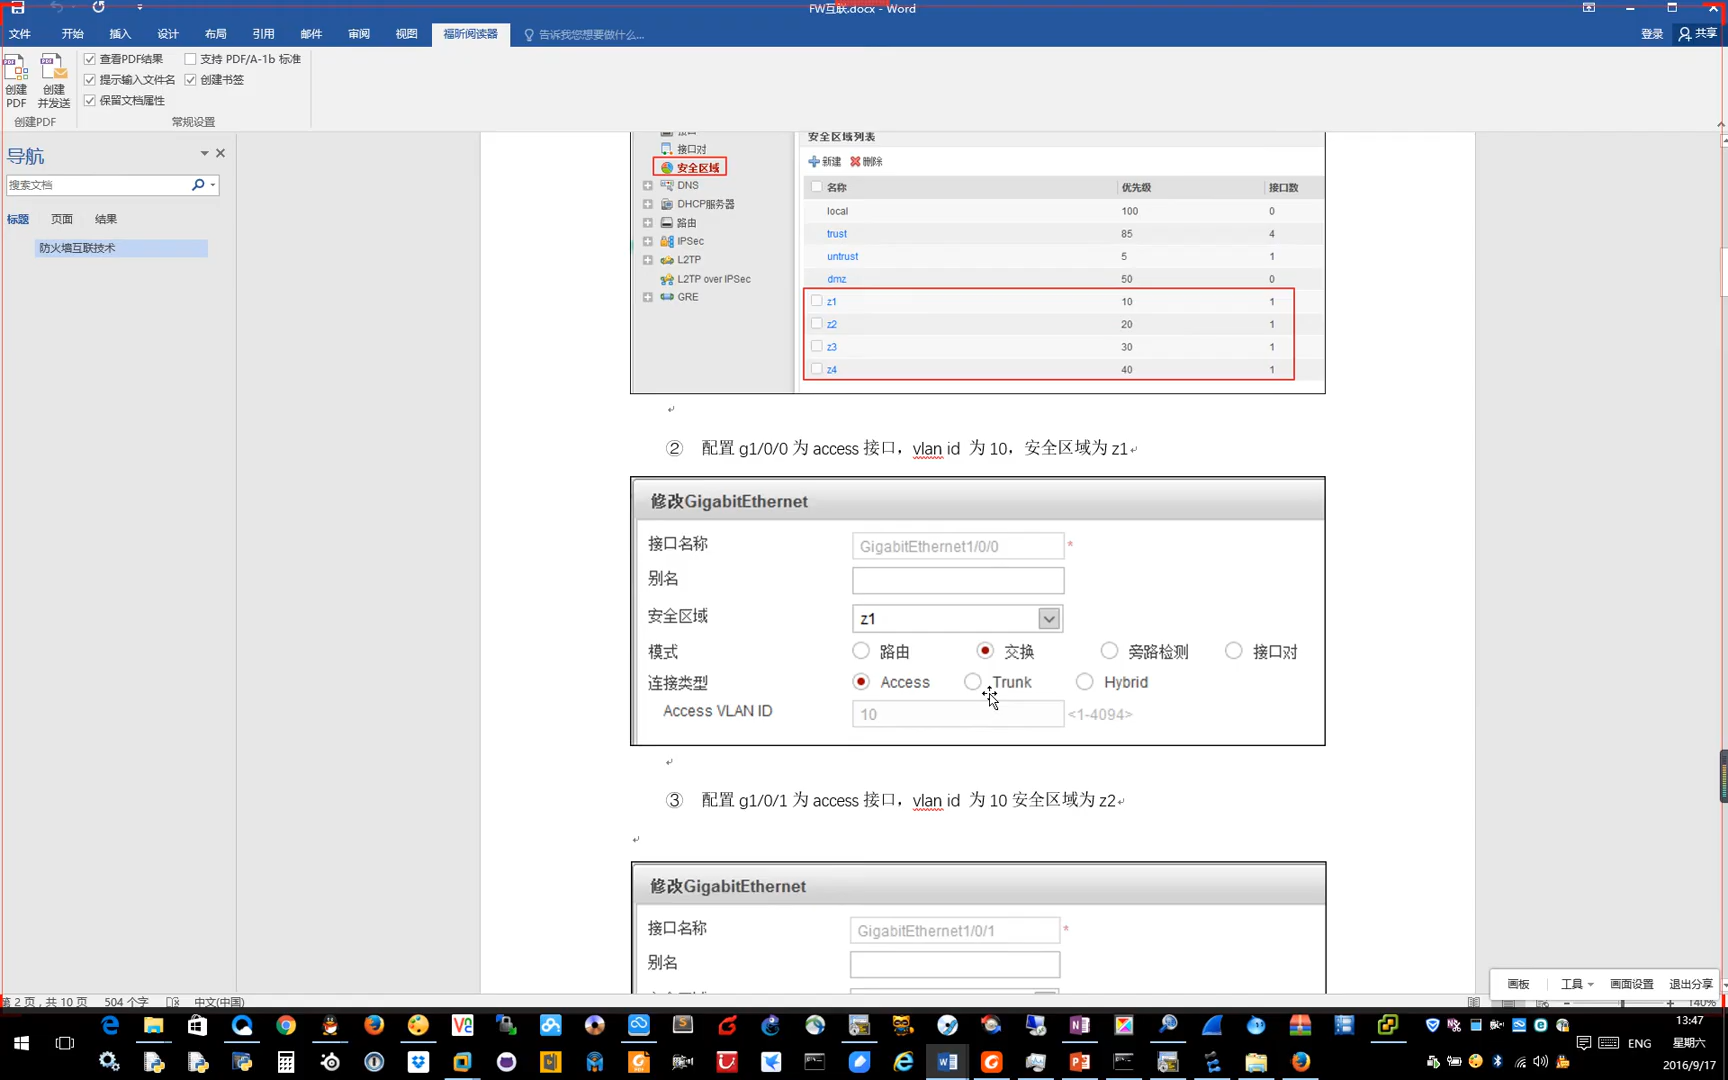 FW互联.docx - Word
文件 开始 插入 设计 布局 引用 邮件 审阅 视图 福昕阅读器 告诉我您想要做什么... 登录 共享
创建 PDF
创建 并发送
查看PDF结果 支持 PDF/A-1b 标准
提示输入文件名 创建书签
保留文档属性
创建PDF 常规设置
导航
搜索文档
标题 页面 结果
防火墙互联技术
接口
接口对
安全区域
DNS
DHCP服务器
路由
IPSec
L2TP
L2TP over IPSec
GRE
安全区域列表
新建 删除
名称 优先级 接口数
local 100 0
trust 85 4
untrust 5 1
dmz 50 0
z1 10 1
z2 20 1
z3 30 1
z4 40 1
② 配置 g1/0/0 为 access 接口，vlan id 为 10，安全区域为 z1
修改GigabitEthernet
接口名称 GigabitEthernet1/0/0 *
别名
安全区域 z1
模式 路由 交换 旁路检测 接口对
连接类型 Access Trunk Hybrid
Access VLAN ID 10 <1-4094>
③ 配置 g1/0/1 为 access 接口，vlan id 为 10 安全区域为 z2
修改GigabitEthernet
接口名称 GigabitEthernet1/0/1 *
别名
画板 工具 画面设置 退出分享
第 2 页，共 10 页 504 个字 中文(中国) 140%
13:47
ENG 星期六
2016/9/17